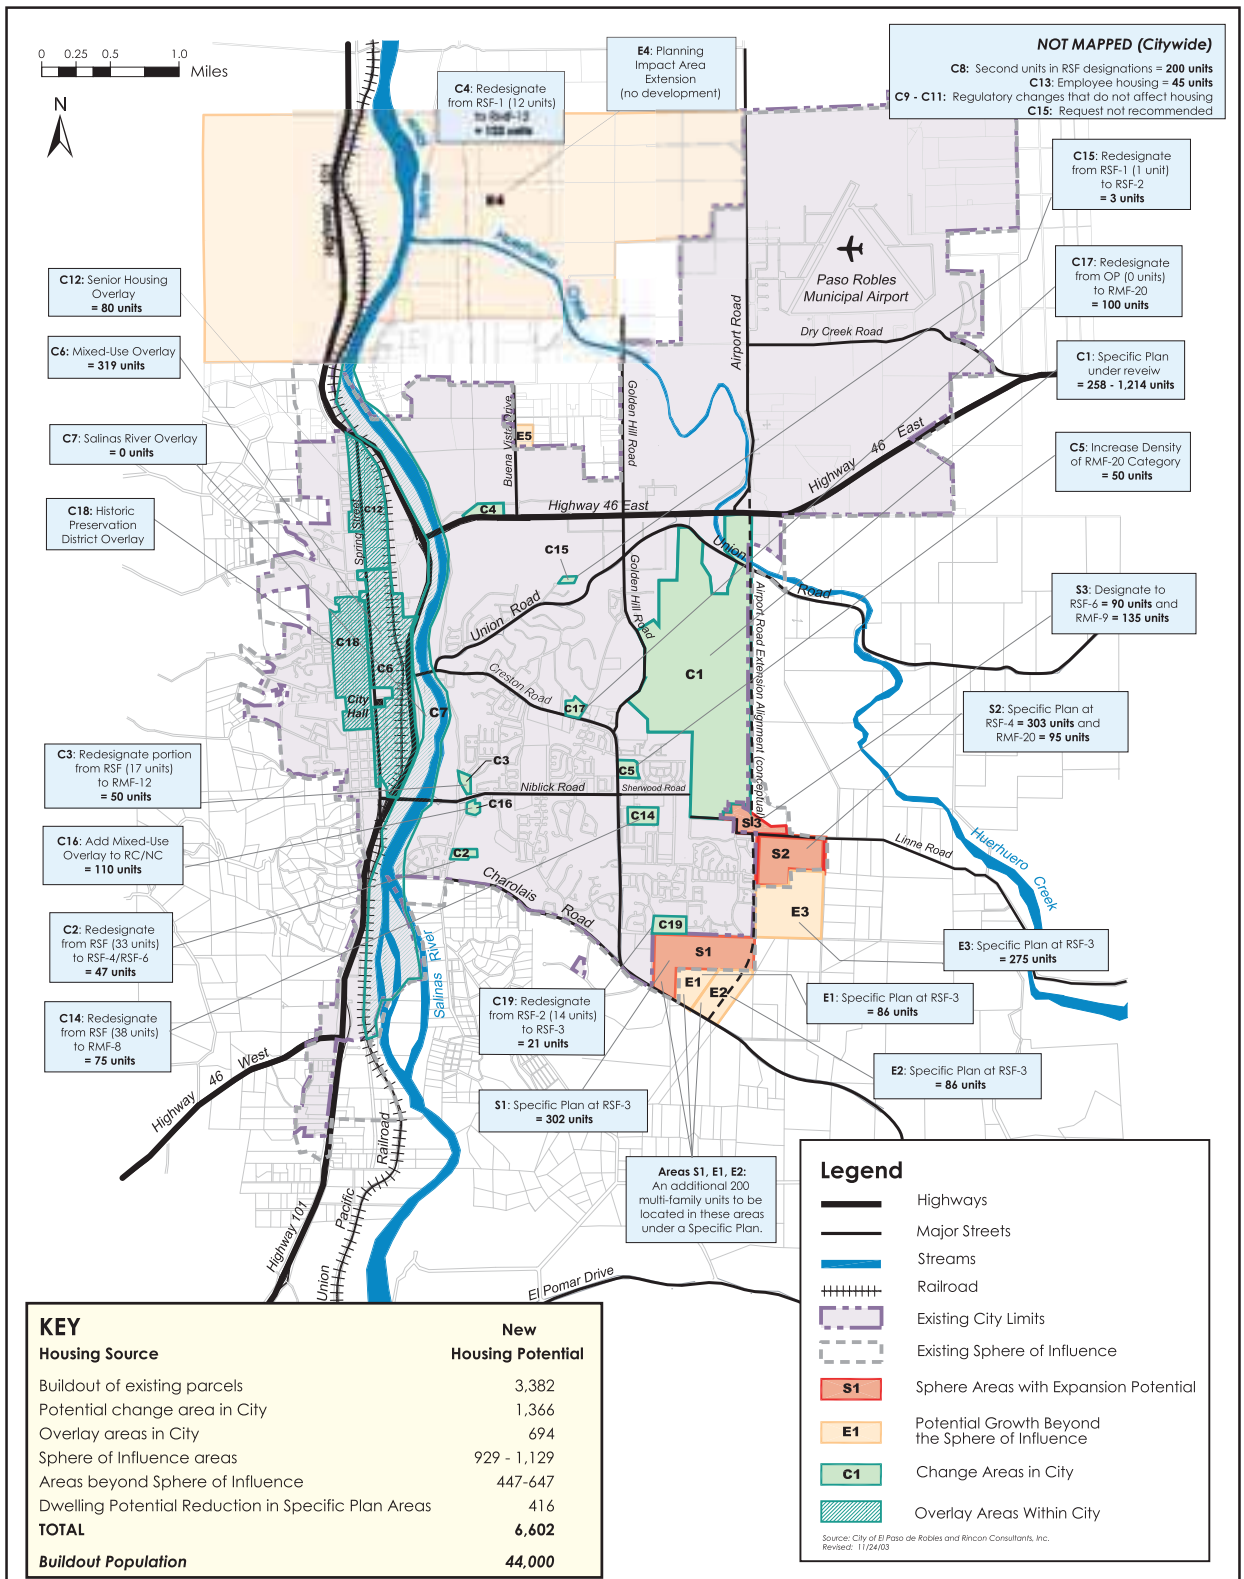 0 0.25 0.5 1.0
Miles
N
NOT MAPPED (Citywide)
C8: Second units in RSF designations = 200 units
C13: Employee housing = 45 units
C9 - C11: Regulatory changes that do not affect housing
C15: Request not recommended
E4: Planning
Impact Area
Extension
(no development)
C4: Redesignate
from RSF-1 (12 units)
to RMF-12
C15: Redesignate
from RSF-1 (1 unit)
to RSF-2
= 3 units
C17: Redesignate
from OP (0 units)
to RMF-20
= 100 units
C1: Specific Plan
under reveiw
= 258 - 1,214 units
C5: Increase Density
of RMF-20 Category
= 50 units
S3: Designate to
RSF-6 = 90 units and
RMF-9 = 135 units
S2: Specific Plan at
RSF-4 = 303 units and
RMF-20 = 95 units
E3: Specific Plan at RSF-3
= 275 units
E1: Specific Plan at RSF-3
= 86 units
E2: Specific Plan at RSF-3
= 86 units
C12: Senior Housing
Overlay
= 80 units
C6: Mixed-Use Overlay
= 319 units
C7: Salinas River Overlay
= 0 units
C18: Historic
Preservation
District Overlay
C3: Redesignate portion
from RSF (17 units)
to RMF-12
= 50 units
C16: Add Mixed-Use
Overlay to RC/NC
= 110 units
C2: Redesignate
from RSF (33 units)
to RSF-4/RSF-6
= 47 units
C14: Redesignate
from RSF (38 units)
to RMF-8
= 75 units
C19: Redesignate
from RSF-2 (14 units)
to RSF-3
= 21 units
S1: Specific Plan at RSF-3
= 302 units
Areas S1, E1, E2:
An additional 200
multi-family units to be
located in these areas
under a Specific Plan.
E4
Paso Robles
Municipal Airport
Dry Creek Road
Airport Road
Golden Hill Road
Buena Vista Drive
E5
Highway 46 East
Highway 46 East
C4
C12
Spring Street
C15
Union Road
Union Road
Golden Hill Road
Airport Road Extension Alignment (conceptual)
C18
C6
City
Hall
C7
Creston Road
C17
C1
C3
C5
Niblick Road
Sherwood Road
C16
C14
S3
C2
S2
Linne Road
Huerhuero Creek
Charolais Road
C19
E3
S1
E1
E2
Salinas River
Highway 46 West
Highway 101
Union Pacific Railroad
El Pomar Drive
Legend
Highways
Major Streets
Streams
Railroad
Existing City Limits
Existing Sphere of Influence
S1 Sphere Areas with Expansion Potential
E1 Potential Growth Beyond
the Sphere of Influence
C1 Change Areas in City
Overlay Areas Within City
Source: City of El Paso de Robles and Rincon Consultants, Inc.
Revised: 11/24/03
KEY New
Housing Source Housing Potential
Buildout of existing parcels 3,382
Potential change area in City 1,366
Overlay areas in City 694
Sphere of Influence areas 929 - 1,129
Areas beyond Sphere of Influence 447-647
Dwelling Potential Reduction in Specific Plan Areas 416
TOTAL 6,602
Buildout Population 44,000